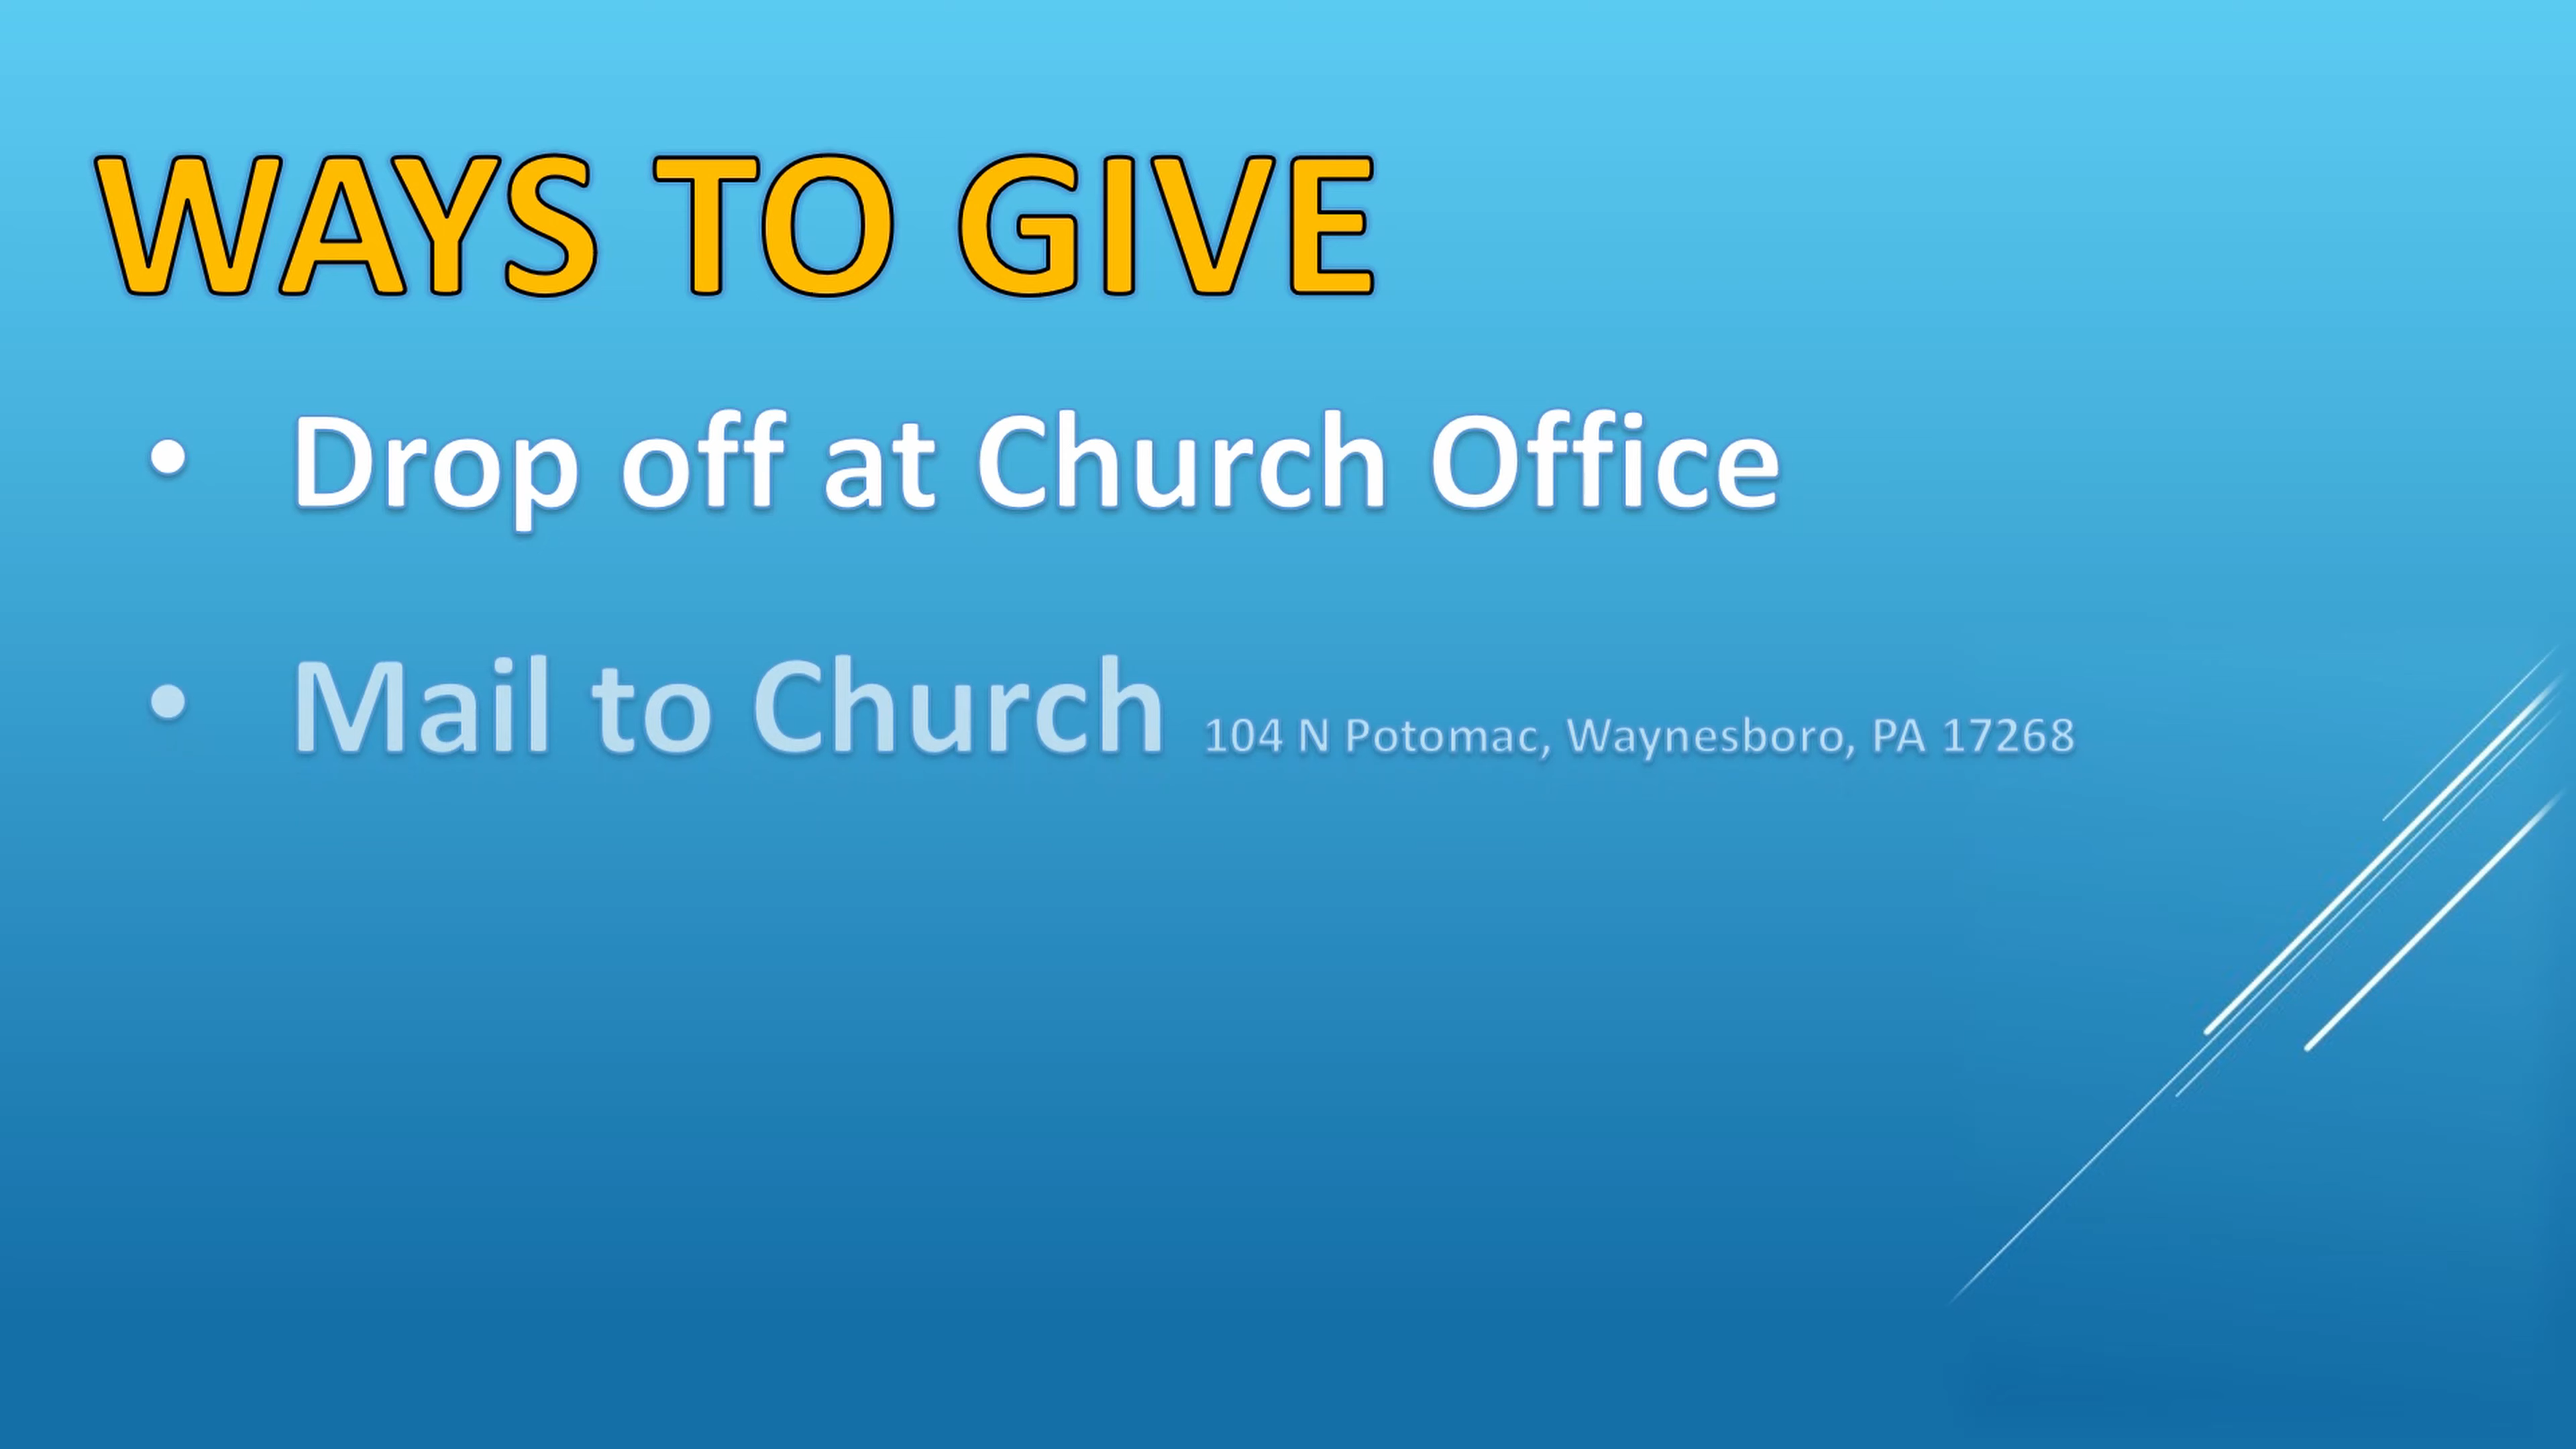 WAYS TO GIVE
• Drop off at Church Office
• Mail to Church 104 N Potomac, Waynesboro, PA 17268